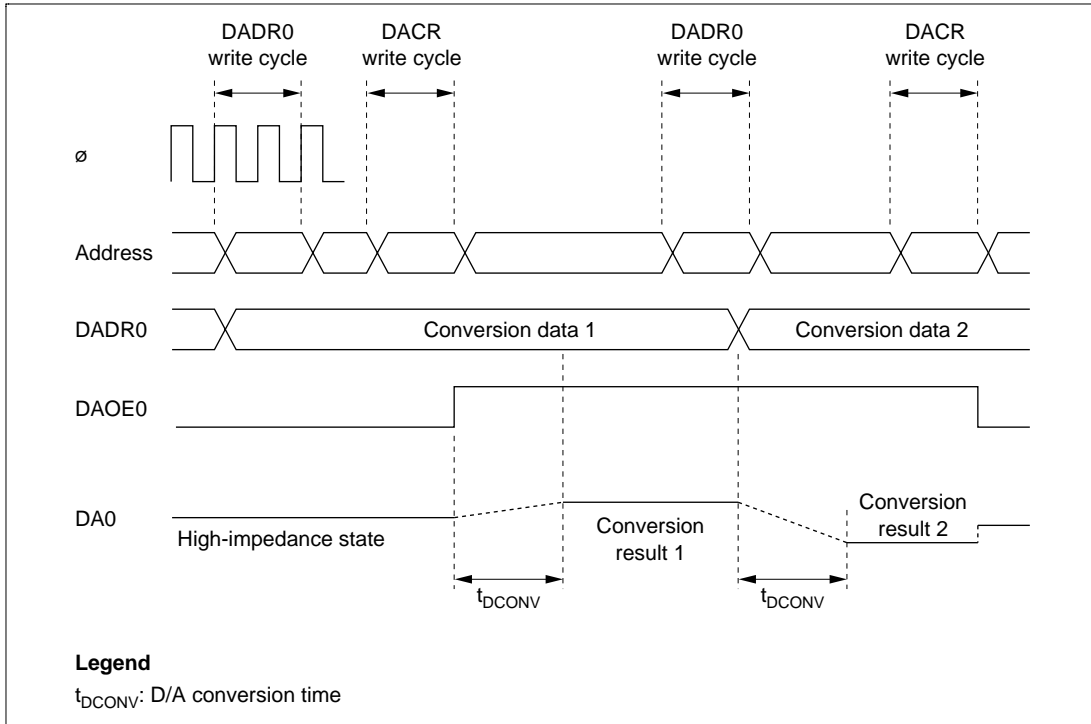 DADR0
write cycle
DACR
write cycle
DADR0
write cycle
DACR
write cycle
ø
Address
DADR0
Conversion data 1
Conversion data 2
DAOE0
DA0
High-impedance state
Conversion
result 1
Conversion
result 2
tDCONV
tDCONV
Legend
tDCONV: D/A conversion time